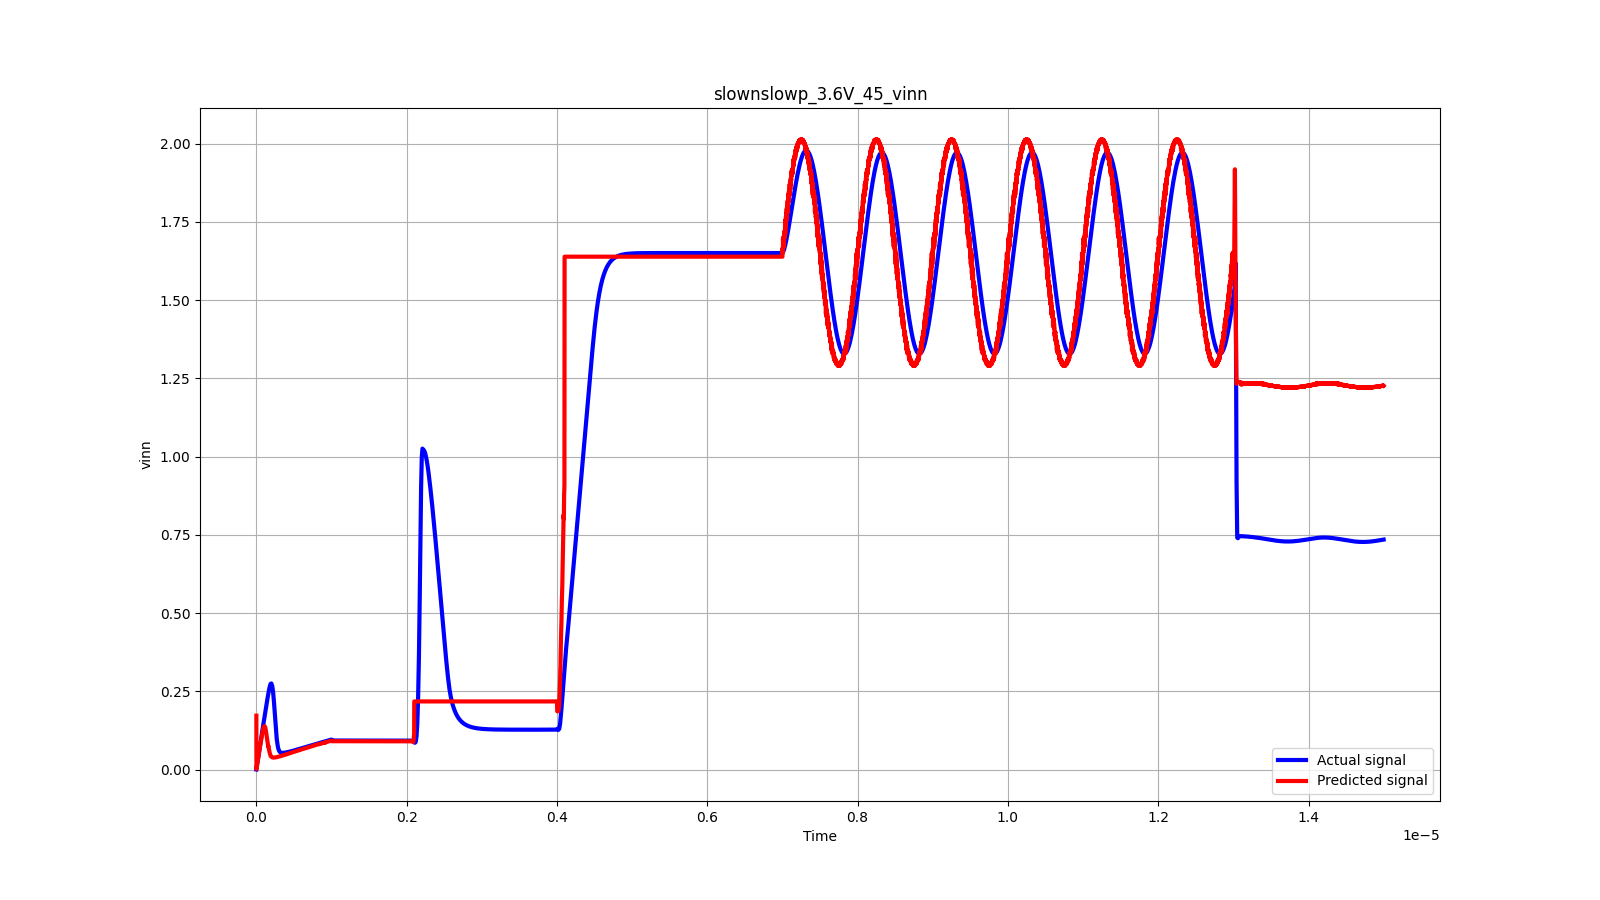 slownslowp_3.6V_45_vinn
2.00
1.75
1.50
1.25
1.00
0.75
0.50
0.25
0.00
vinn
0.0 0.2 0.4 0.6 0.8 1.0 1.2 1.4
1e−5
Time
Actual signal
Predicted signal